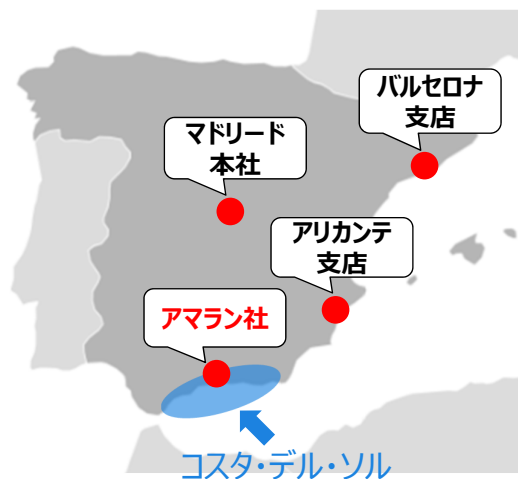 バルセロナ
支店
マドリード
本社
アリカンテ
支店
アマラン社
コスタ・デル・ソル